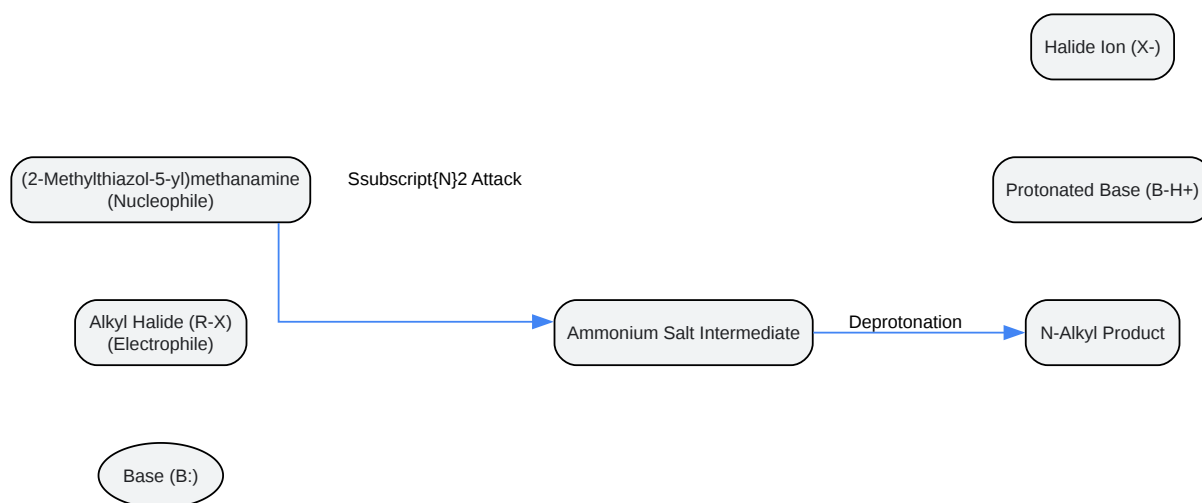 Halide Ion (X-)
(2-Methylthiazol-5-yl)methanamine
(Nucleophile)
Ssubscript{N}2 Attack
Protonated Base (B-H+)
Alkyl Halide (R-X)
(Electrophile)
Ammonium Salt Intermediate
Deprotonation
N-Alkyl Product
Base (B:)